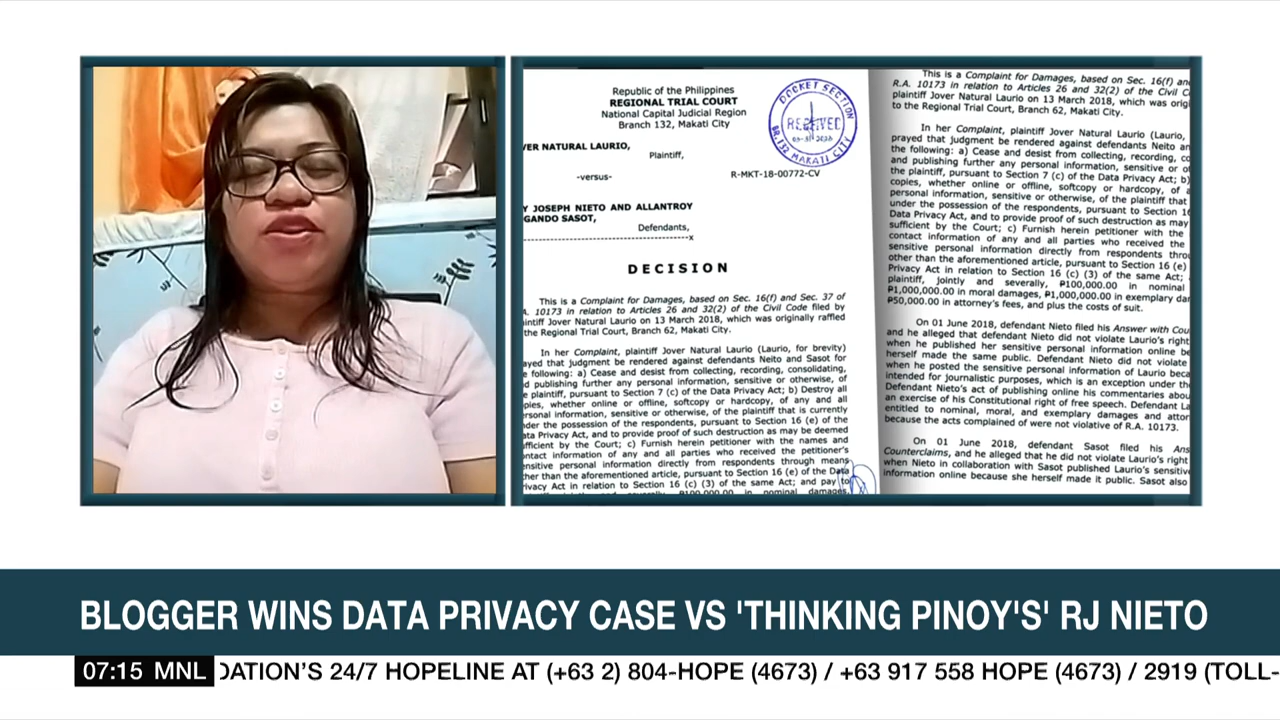 Republic of the Philippines
REGIONAL TRIAL COURT
National Capital Judicial Region
Branch 132, Makati City
DOCKET SECTION
RECEIVED
BR. 132 MAKATI CITY
VER NATURAL LAURIO,
Plaintiff,
-versus-
R-MKT-18-00772-CV
Y JOSEPH NIETO AND ALLANTROY
GANDO SASOT,
Defendants,
x
DECISION
This is a Complaint for Damages, based on Sec. 16(f) and Sec. 37 of
A. 10173 in relation to Articles 26 and 32(2) of the Civil Code filed by
aintiff Jover Natural Laurio on 13 March 2018, which was originally raffled
the Regional Trial Court, Branch 62, Makati City.
In her Complaint, plaintiff Jover Natural Laurio (Laurio, for brevity)
ayed that judgment be rendered against defendants Neito and Sasot for
e following: a) Cease and desist from collecting, recording, consolidating,
d publishing further any personal information, sensitive or otherwise, of
e plaintiff, pursuant to Section 7 (c) of the Data Privacy Act; b) Destroy all
pies, whether online or offline, softcopy or hardcopy, of any and all
rsonal information, sensitive or otherwise, of the plaintiff that is currently
der the possession of the respondents, pursuant to Section 16 (e) of the
ata Privacy Act, and to provide proof of such destruction as may be deemed
fficient by the Court; c) Furnish herein petitioner with the names and
ntact information of any and all parties who received the petitioner's
ensitive personal information directly from respondents through means
her than the aforementioned article, pursuant to Section 16 (e) of the Data
ivacy Act in relation to Section 16 (c) (3) of the same Act; and pay to
severally, ₱100,000.00 in nominal damages,
This is a Complaint for Damages, based on Sec. 16(f) an
R.A. 10173 in relation to Articles 26 and 32(2) of the Civil C
plaintiff Jover Natural Laurio on 13 March 2018, which was orig
to the Regional Trial Court, Branch 62, Makati City.
In her Complaint, plaintiff Jover Natural Laurio (Laurio,
prayed that judgment be rendered against defendants Neito an
the following: a) Cease and desist from collecting, recording, co
and publishing further any personal information, sensitive or ot
the plaintiff, pursuant to Section 7 (c) of the Data Privacy Act; b)
copies, whether online or offline, softcopy or hardcopy, of a
personal information, sensitive or otherwise, of the plaintiff that
under the possession of the respondents, pursuant to Section 16
Data Privacy Act, and to provide proof of such destruction as may
sufficient by the Court; c) Furnish herein petitioner with the
contact information of any and all parties who received the
sensitive personal information directly from respondents throu
other than the aforementioned article, pursuant to Section 16 (e)
Privacy Act in relation to Section 16 (c) (3) of the same Act;
plaintiff, jointly and severally, ₱100,000.00 in nominal
₱1,000,000.00 in moral damages, ₱1,000,000.00 in exemplary dar
₱50,000.00 in attorney's fees, and plus the costs of suit.
On 01 June 2018, defendant Nieto filed his Answer with Cou
and he alleged that defendant Nieto did not violate Laurio's right
when he published her sensitive personal information online be
herself made the same public. Defendant Nieto did not violate
when he posted the sensitive personal information of Laurio beca
intended for journalistic purposes, which is an exception under th
Defendant Nieto's act of publishing online his commentaries abou
an exercise of his Constitutional right of free speech. Defendant La
entitled to nominal, moral, and exemplary damages and attor
because the acts complained of were not violative of R.A. 10173.
On 01 June 2018, defendant Sasot filed his Ans
Counterclaims, and he alleged that he did not violate Laurio's right
when Nieto in collaboration with Sasot published Laurio's sensitive
information online because she herself made it public. Sasot also
BLOGGER WINS DATA PRIVACY CASE VS 'THINKING PINOY'S' RJ NIETO
07:15 MNL
DATION'S 24/7 HOPELINE AT (+63 2) 804-HOPE (4673) / +63 917 558 HOPE (4673) / 2919 (TOLL-